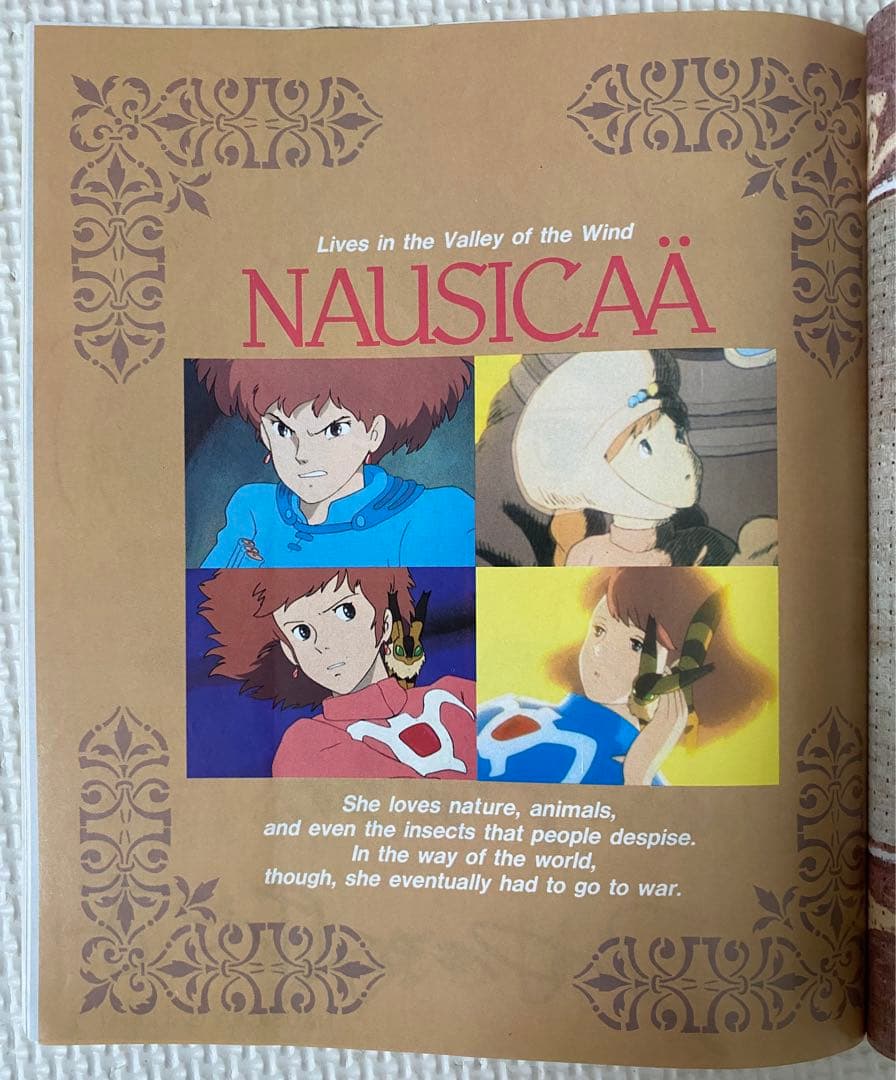 Lives in the Valley of the Wind
NAUSICAÄ
She loves nature, animals,
and even the insects that people despise.
In the way of the world,
though, she eventually had to go to war.